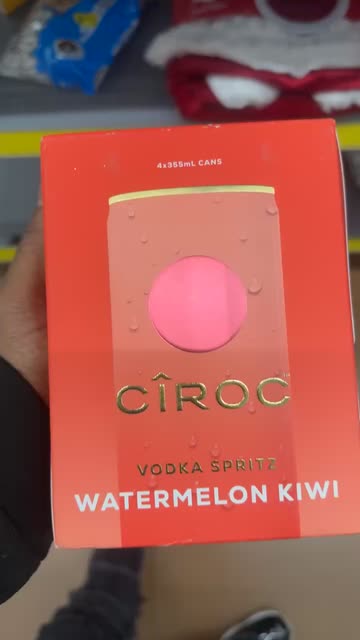 4x355mL CANS
CÎROC
VODKA SPRITZ
WATERMELON KIWI